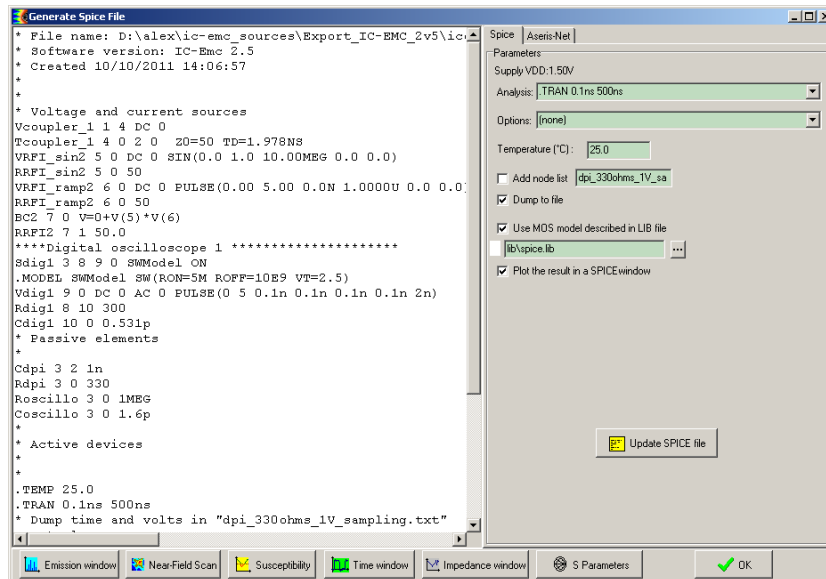 Generate Spice File
* File name: D:\alex\ic-emc_sources\Export_IC-EMC_2v5\ic
* Software version: IC-Emc 2.5
* Created 10/10/2011 14:06:57
*
*
* Voltage and current sources
Vcoupler_1 1 4 DC 0
Tcoupler_1 4 0 2 0 Z0=50 TD=1.978NS
VRFI_sin2 5 0 DC 0 SIN(0.0 1.0 10.00MEG 0.0 0.0)
RRFI_sin2 5 0 50
VRFI_ramp2 6 0 DC 0 PULSE(0.00 5.00 0.0N 1.0000U 0.0 0.0
RRFI_ramp2 6 0 50
BC2 7 0 V=0+V(5)*V(6)
RRFI2 7 1 50.0
****Digital oscilloscope 1 *********************
Sdig1 3 8 9 0 SWModel ON
.MODEL SWModel SW(RON=5M ROFF=10E9 VT=2.5)
Vdig1 9 0 DC 0 AC 0 PULSE(0 5 0.1n 0.1n 0.1n 0.1n 2n)
Rdig1 8 10 300
Cdig1 10 0 0.531p
* Passive elements
*
Cdpi 3 2 1n
Rdpi 3 0 330
Roscillo 3 0 1MEG
Coscillo 3 0 1.6p
*
* Active devices
*
*
.TEMP 25.0
.TRAN 0.1ns 500ns
* Dump time and volts in "dpi_330ohms_1V_sampling.txt"
Spice
Aseris-Net
Parameters
Supply VDD:1.50V
Analysis: .TRAN 0.1ns 500ns
Options: (none)
Temperature (°C) : 25.0
Add node list dpi_330ohms_1V_sa
Dump to file
Use MOS model described in LIB file
lib\spice.lib ...
Plot the result in a SPICE window
Update SPICE file
Emission window
Near-Field Scan
Susceptibility
Time window
Impedance window
S Parameters
OK